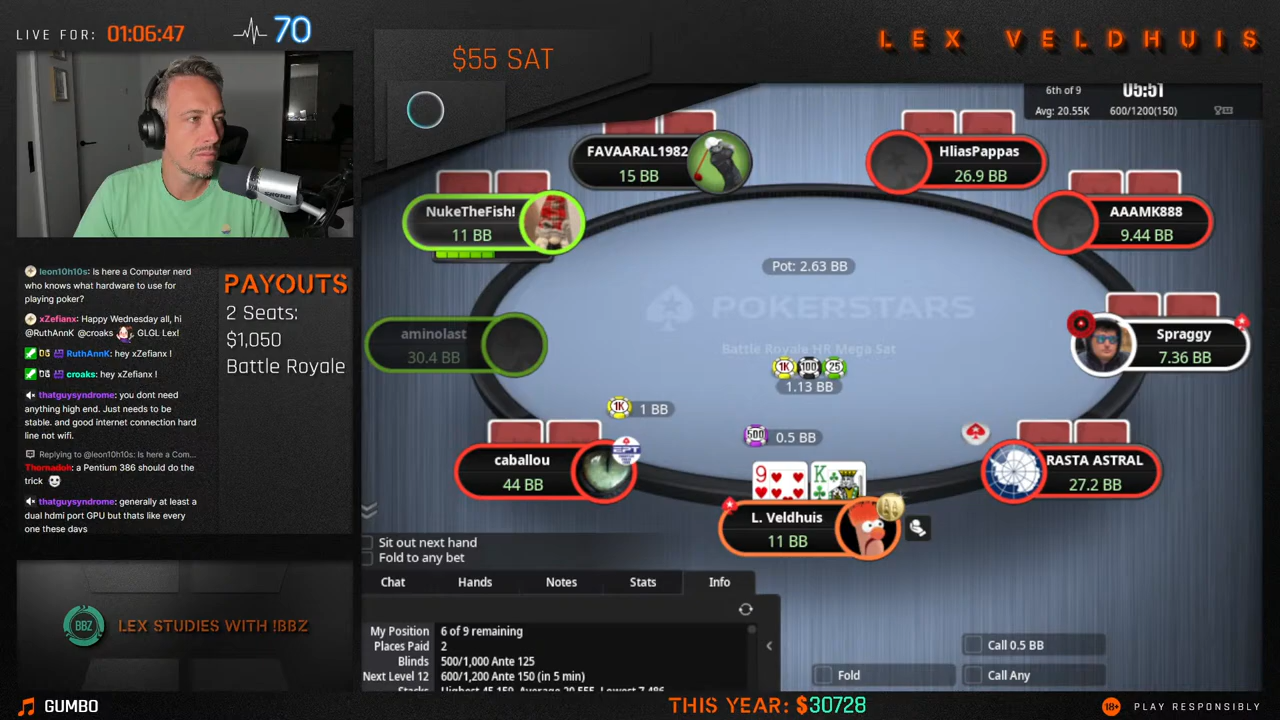 LIVE FOR: 01:06:47
70
$55 SAT
LEX VELDHUIS
6th of 9
05:51
Avg: 20.55K
600/1200(150)
FAVAARAL1982
15 BB
HliasPappas
26.9 BB
NukeTheFish!
11 BB
AAAMK888
9.44 BB
Pot: 2.63 BB
POKERSTARS
Battle Royale HR Mega Sat
aminolast
30.4 BB
Spraggy
7.36 BB
1K 100 25
1.13 BB
1K
1 BB
500
0.5 BB
EPT
caballou
44 BB
9 K
RASTA ASTRAL
27.2 BB
L. Veldhuis
11 BB
leon10h10s: Is here a Computer nerd
who knows what hardware to use for
playing poker?
xZefianx: Happy Wednesday all, hi
@RuthAnnK @croaks GLGL Lex!
RuthAnnK: hey xZefianx !
croaks: hey xZefianx !
thatguysyndrome: you dont need
anything high end. Just needs to be
stable. and good internet connection hard
line not wifi.
Replying to @leon10h10s: Is here a Com...
Thornadoh: a Pentium 386 should do the
trick
thatguysyndrome: generally at least a
dual hdmi port GPU but thats like every
one these days
PAYOUTS
2 Seats:
$1,050
Battle Royale
BBZ
LEX STUDIES WITH !BBZ
Sit out next hand
Fold to any bet
Chat
Hands
Notes
Stats
Info
My Position 6 of 9 remaining
Places Paid 2
Blinds 500/1,000 Ante 125
Next Level 12 600/1,200 Ante 150 (in 5 min)
Call 0.5 BB
Fold
Call Any
GUMBO
THIS YEAR: $30728
18+ PLAY RESPONSIBLY